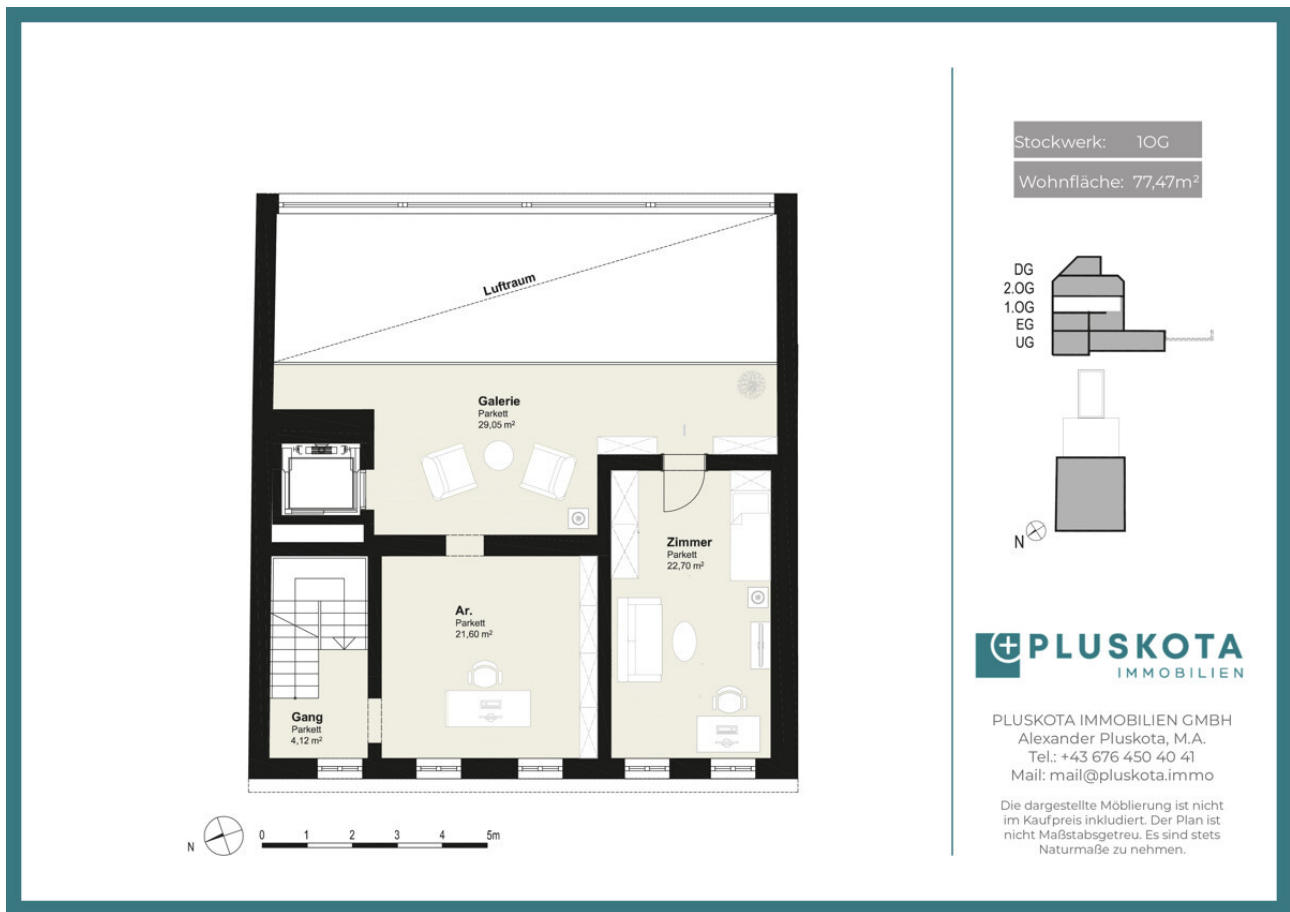 Stockwerk: 1OG
Wohnfläche: 77,47m²
Luftraum
DG
2.OG
1.OG
EG
UG
Galerie
Parkett
29,05 m²
Zimmer
Parkett
22,70 m²
N
Ar.
Parkett
21,60 m²
Gang
Parkett
4,12 m²
PLUSKOTA
IMMOBILIEN
PLUSKOTA IMMOBILIEN GMBH
Alexander Pluskota, M.A.
Tel.: +43 676 450 40 41
Mail: mail@pluskota.immo
Die dargestellte Möblierung ist nicht
im Kaufpreis inkludiert. Der Plan ist
nicht Maßstabsgetreu. Es sind stets
Naturmaße zu nehmen.
N 0 1 2 3 4 5m